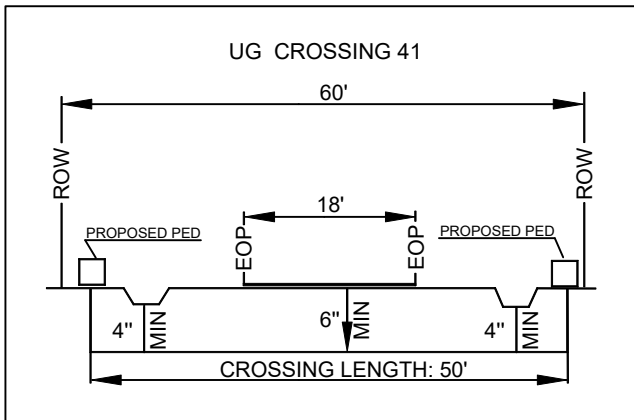 UG CROSSING 41
60'
ROW
ROW
18'
PROPOSED PED
PROPOSED PED
EOP
EOP
4"
MIN
6"
MIN
4"
MIN
CROSSING LENGTH: 50'